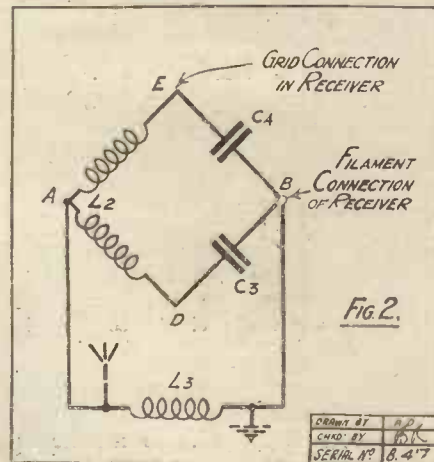 GRID CONNECTION
IN RECEIVER
E
C4
FILAMENT
CONNECTION
OF RECEIVER
B
A
L2
C3
D
FIG. 2.
L3
DRAWN BY
CHKD. BY
SERIAL Nº B.47